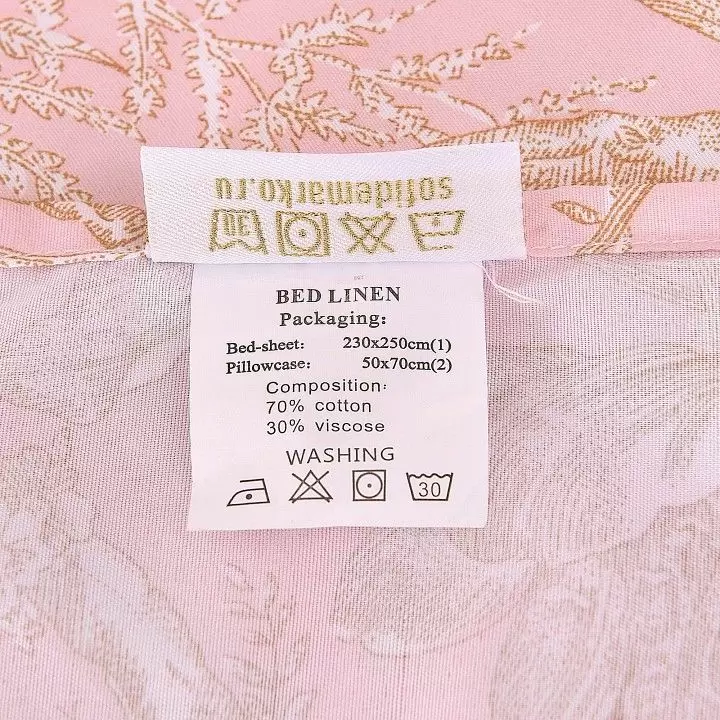 sofidemarko.ru
30
BED LINEN
Packaging:
Bed-sheet: 230x250cm(1)
Pillowcase: 50x70cm(2)
Composition:
70% cotton
30% viscose
WASHING
30